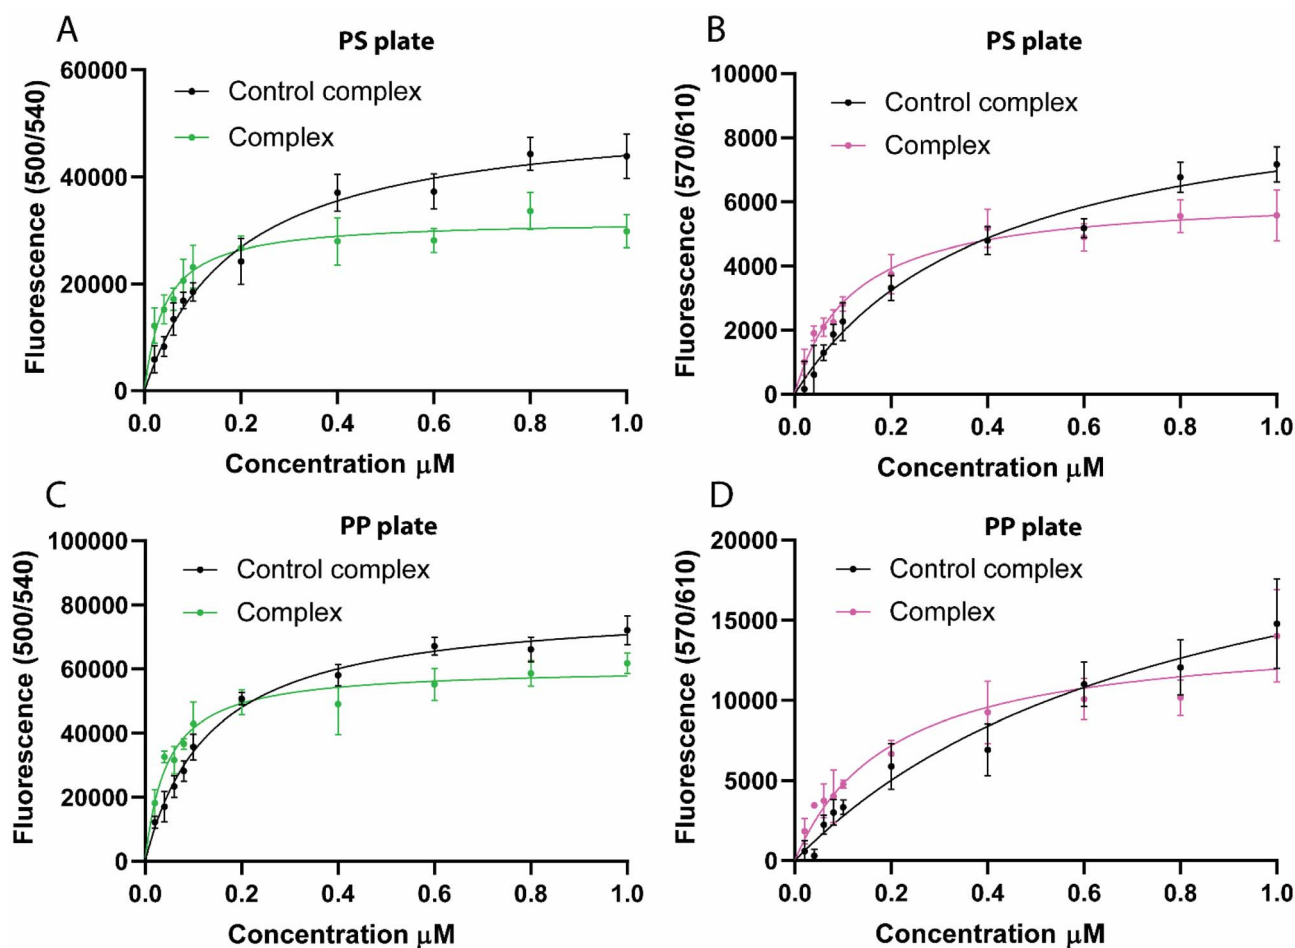 A
PS plate
Fluorescence (500/540)
60000
40000
20000
0
Control complex
Complex
0.0 0.2 0.4 0.6 0.8 1.0
Concentration μM
B
PS plate
Fluorescence (570/610)
10000
8000
6000
4000
2000
0
Control complex
Complex
0.0 0.2 0.4 0.6 0.8 1.0
Concentration μM
C
PP plate
Fluorescence (500/540)
100000
80000
60000
40000
20000
0
Control complex
Complex
0.0 0.2 0.4 0.6 0.8 1.0
Concentration μM
D
PP plate
Fluorescence (570/610)
20000
15000
10000
5000
0
Control complex
Complex
0.0 0.2 0.4 0.6 0.8 1.0
Concentration μM